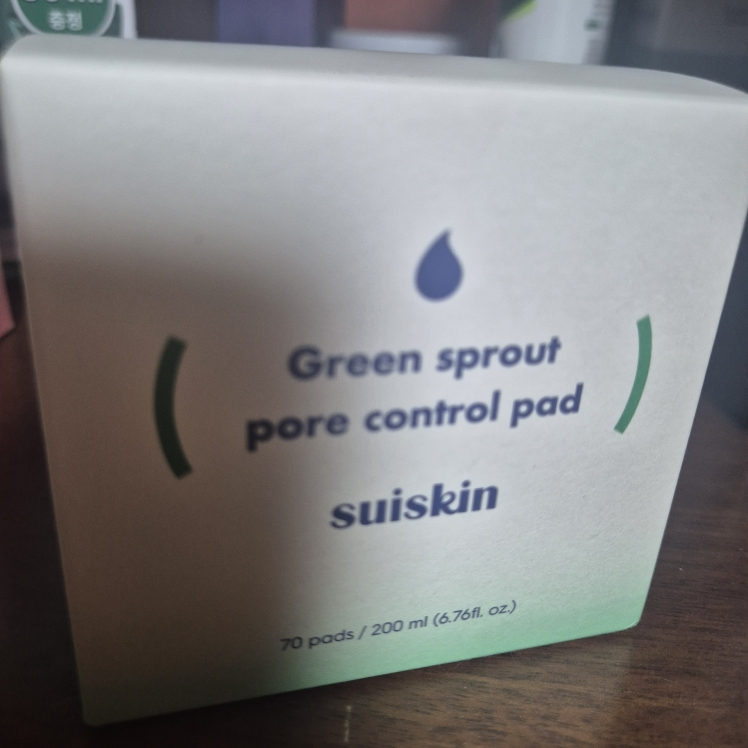 증정
Green sprout
pore control pad
suiskin
70 pads / 200 ml (6.76fl. oz.)